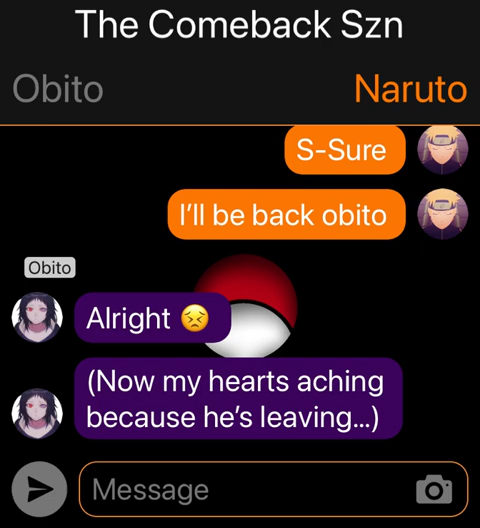 The Comeback Szn
Obito Naruto
S-Sure
I'll be back obito
Obito
Alright 😣
(Now my hearts aching
because he's leaving...)
Message